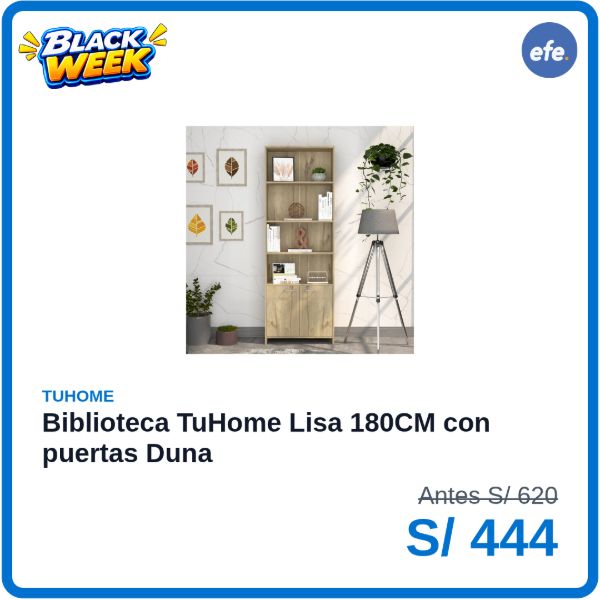 BLACK
WEEK
efe.
TUHOME
Biblioteca TuHome Lisa 180CM con
puertas Duna
Antes S/ 620
S/ 444